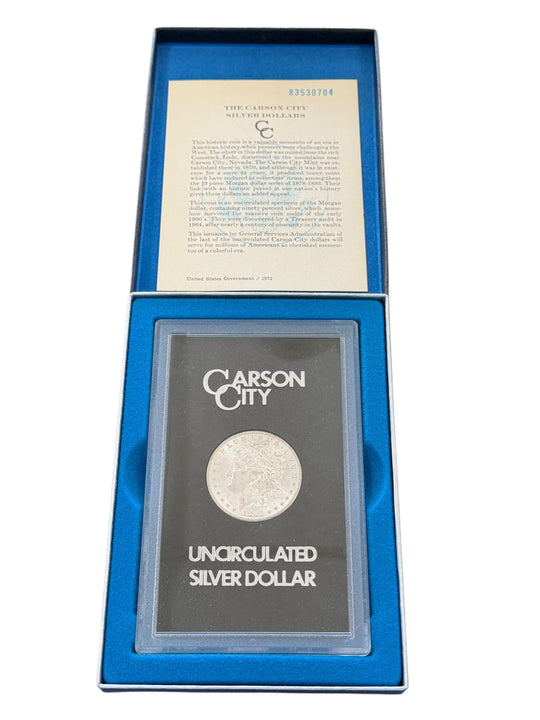 83530704
THE CARSON CITY
SILVER DOLLARS
CC
This historic coin is a valuable memento of an era in
American history, when pioneers were challenging the
West. The silver in this dollar was mined from the rich
Comstock Lode, discovered in the mountains near
Carson City, Nevada. The Carson City Mint was es-
tablished there in 1870, and although it was in exist-
ence for a mere 24 years, it produced many coins
which have endured as collectors' items, among them
the 13 piece Morgan dollar series of 1878-1893. Their
link with an historic period in our nation's history
gives these dollars an added appeal.
This coin is an uncirculated specimen of the Morgan
dollar, containing ninety percent silver, which some-
how survived the massive coin melts of the early
1900's. They were discovered by a Treasury audit in
1964, after nearly a century of obscurity in the vaults.
This issuance by General Services Administration of
the last of the uncirculated Carson City dollars will
serve for millions of Americans as cherished memen-
tos of a colorful era.
United States Government / 1972
CARSON
CITY
UNCIRCULATED
SILVER DOLLAR